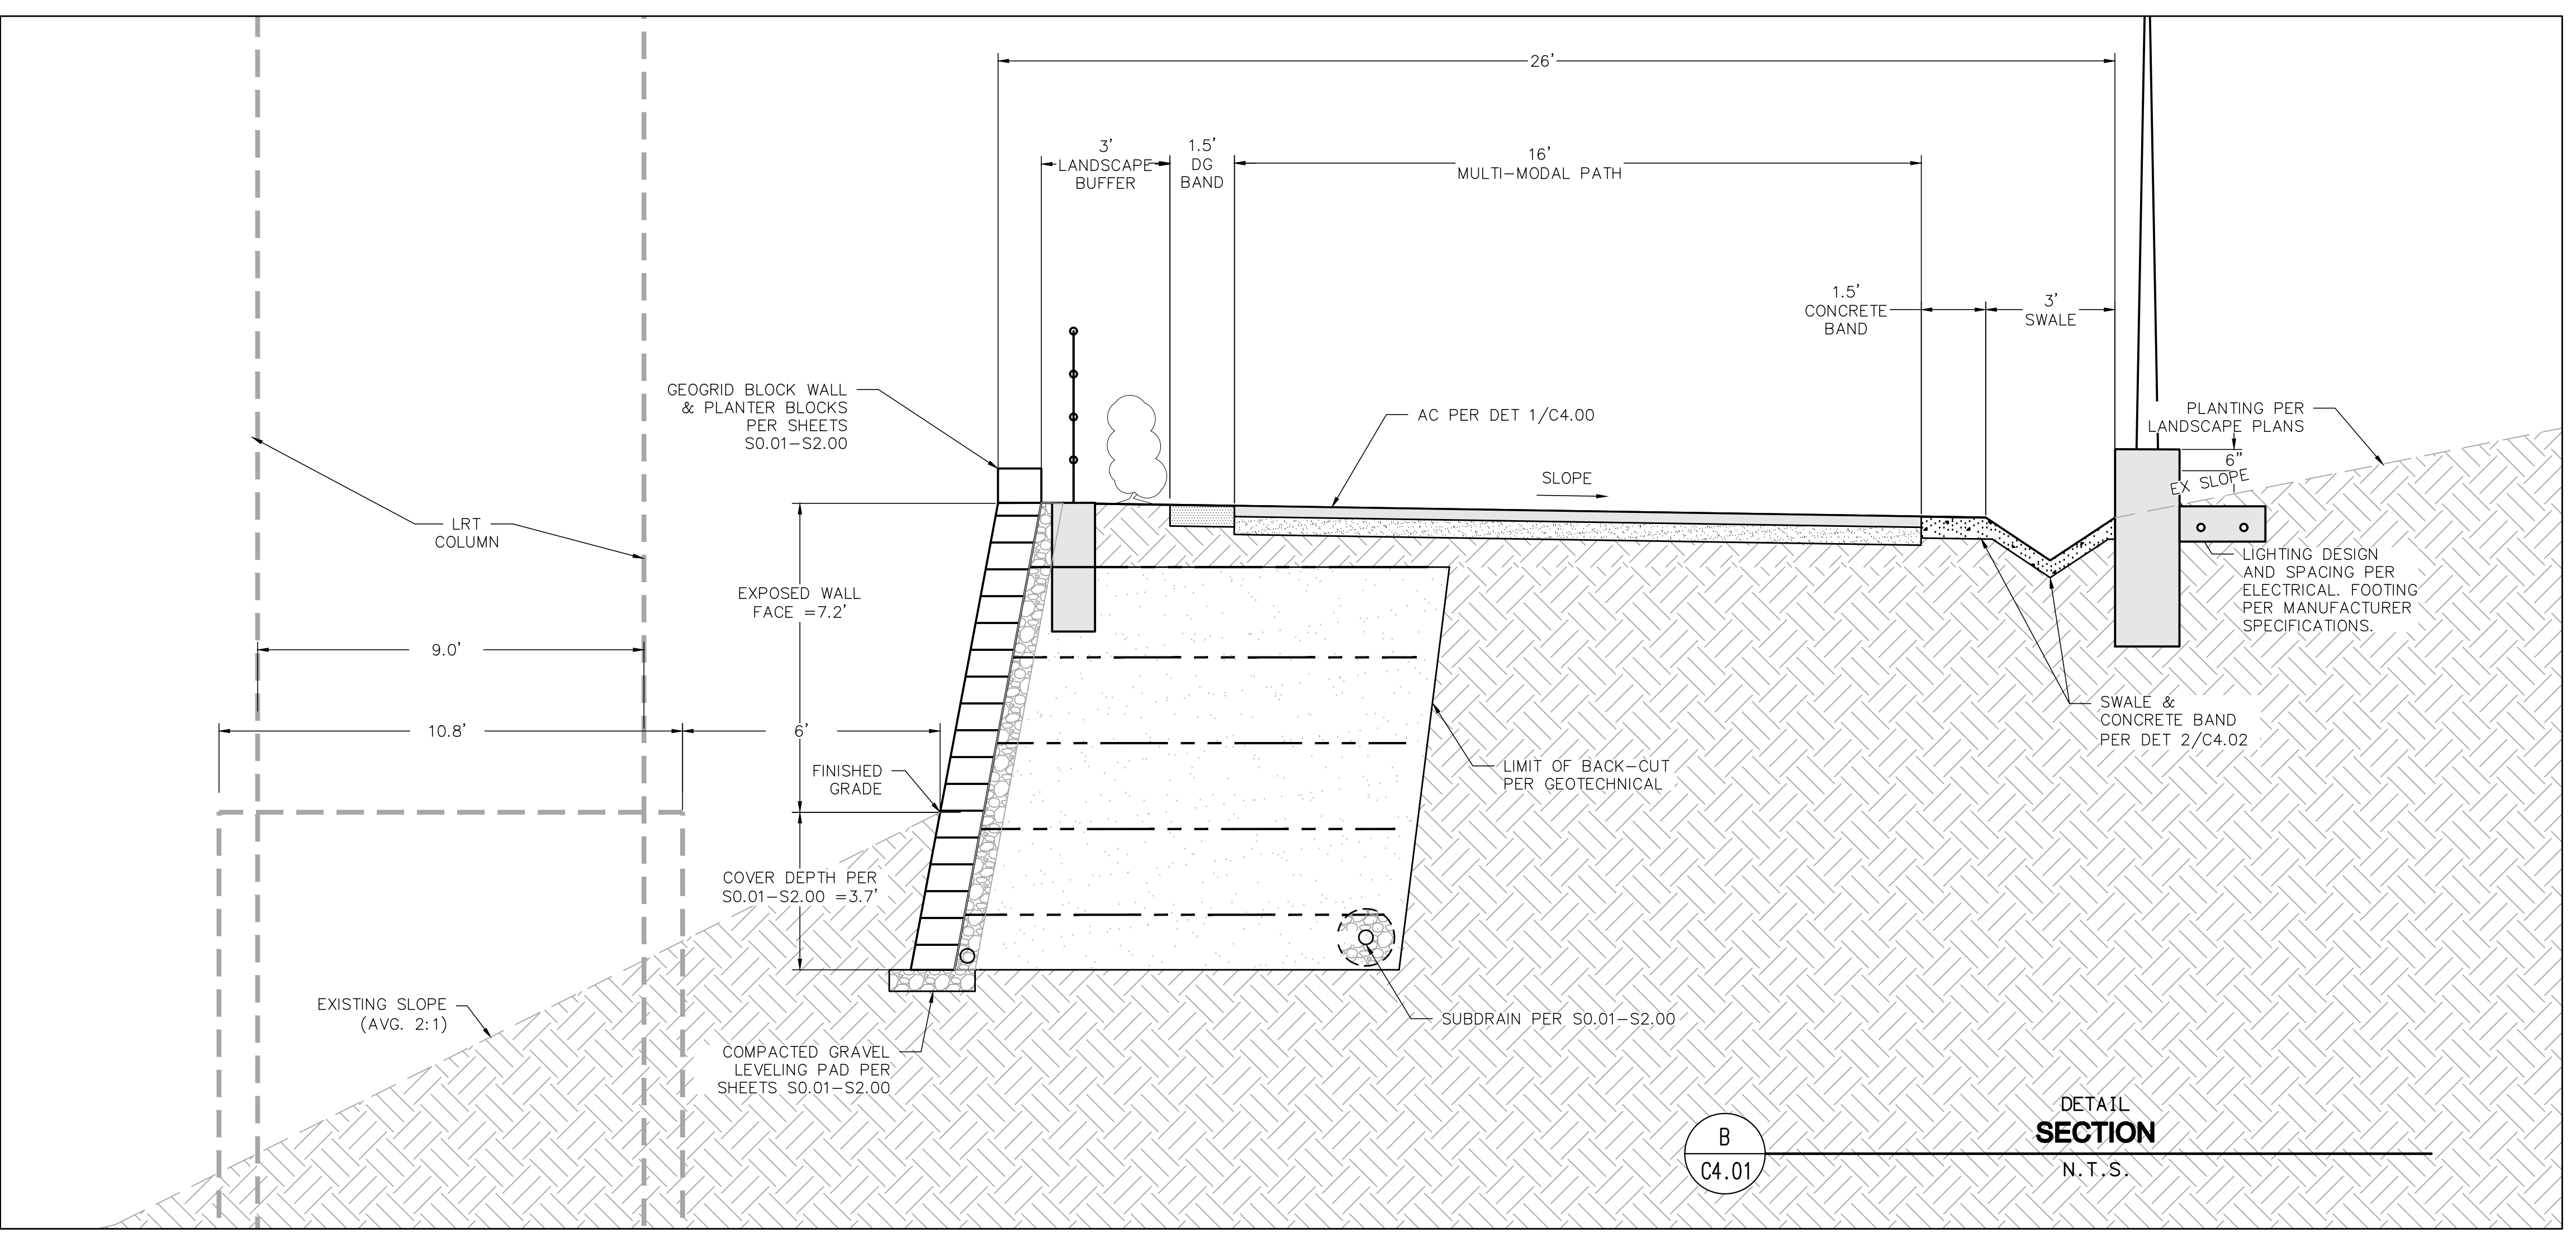 26'
3'
LANDSCAPE
BUFFER
1.5'
DG
BAND
16'
MULTI-MODAL PATH
1.5'
CONCRETE
BAND
3'
SWALE
GEOGRID BLOCK WALL
& PLANTER BLOCKS
PER SHEETS
S0.01-S2.00
AC PER DET 1/C4.00
SLOPE
PLANTING PER
LANDSCAPE PLANS
6"
EX SLOPE
LRT
COLUMN
LIGHTING DESIGN
AND SPACING PER
ELECTRICAL. FOOTING
PER MANUFACTURER
SPECIFICATIONS.
EXPOSED WALL
FACE =7.2'
9.0'
10.8'
6'
SWALE &
CONCRETE BAND
PER DET 2/C4.02
FINISHED
GRADE
LIMIT OF BACK-CUT
PER GEOTECHNICAL
COVER DEPTH PER
S0.01-S2.00 =3.7'
EXISTING SLOPE
(AVG. 2:1)
SUBDRAIN PER S0.01-S2.00
COMPACTED GRAVEL
LEVELING PAD PER
SHEETS S0.01-S2.00
B
C4.01
DETAIL
SECTION
N.T.S.